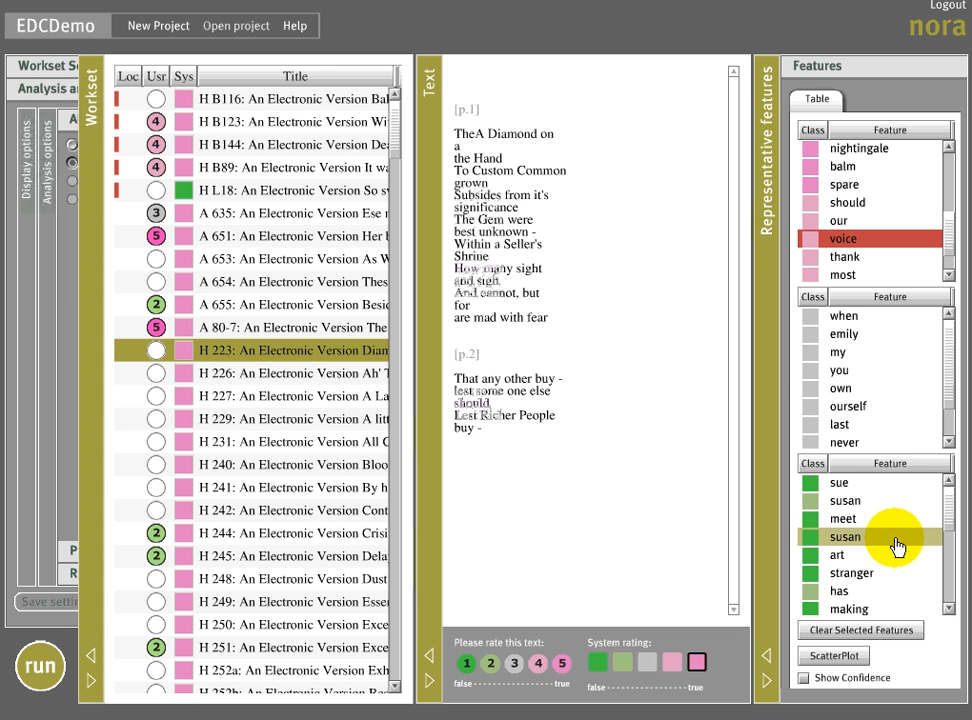 Logout
EDCDemo New Project Open project Help
nora
Workset S
Analysis a
Display options
Analysis options
A
P
R
Save settin
run
Workset
Loc Usr Sys Title
H B116: An Electronic Version Bal
4 H B123: An Electronic Version Wi
4 H B144: An Electronic Version Dea
4 H B89: An Electronic Version It wa
H L18: An Electronic Version So s
3 A 635: An Electronic Version Ese n
5 A 651: An Electronic Version Her b
A 653: An Electronic Version As W
A 654: An Electronic Version Thes
2 A 655: An Electronic Version Besid
5 A 80-7: An Electronic Version The
H 223: An Electronic Version Diam
H 226: An Electronic Version Ah' T
H 227: An Electronic Version A La
H 229: An Electronic Version A litt
H 231: An Electronic Version All C
H 240: An Electronic Version Bloo
H 241: An Electronic Version By h
H 242: An Electronic Version Cont
2 H 244: An Electronic Version Crisi
2 H 245: An Electronic Version Dela
H 248: An Electronic Version Dust
H 249: An Electronic Version Esse
H 250: An Electronic Version Exce
2 H 251: An Electronic Version Exce
H 252a: An Electronic Version Exh
H 252b: An Electronic Version
Text
[p.1]
TheA Diamond on
a
the Hand
To Custom Common
grown
Subsides from it's
significance
The Gem were
best unknown -
Within a Seller's
Shrine
How many sight
and sigh
And cannot, but
for
are mad with fear
[p.2]
That any other buy -
lest some one else
should
Lest Richer People
buy -
Please rate this text:
1 2 3 4 5
false true
System rating:
false true
Representative features
Features
Table
Class Feature
nightingale
balm
spare
should
our
voice
thank
most
Class Feature
when
emily
my
you
own
ourself
last
never
Class Feature
sue
susan
meet
susan
art
stranger
has
making
Clear Selected Features
ScatterPlot
Show Confidence